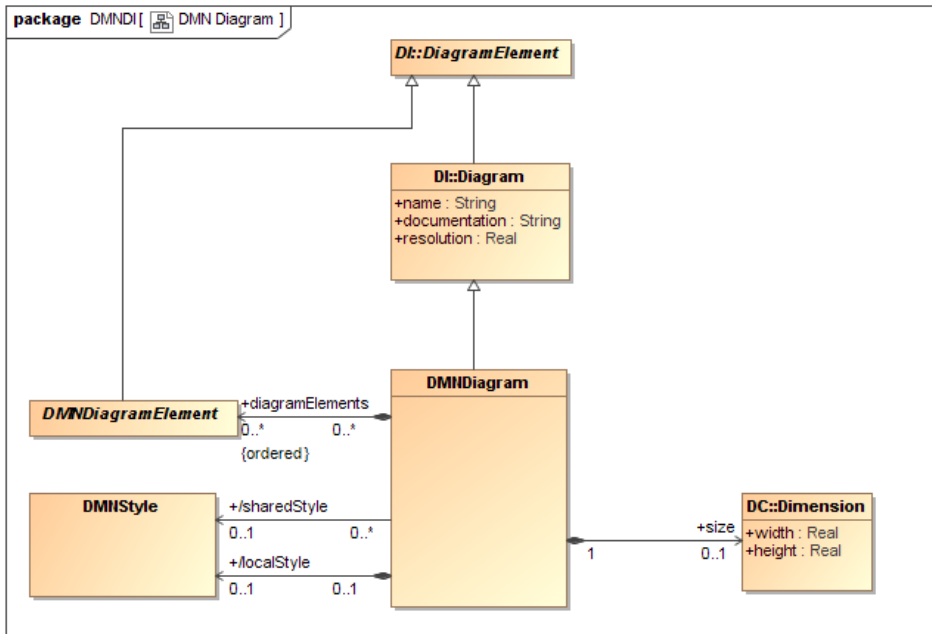 package DMNDI [ DMN Diagram ]
DI::DiagramElement
DI::Diagram
+name : String
+documentation : String
+resolution : Real
DMNDiagram
DMNDiagramElement
+diagramElements
0..* 0..*
{ordered}
DMNStyle
+/sharedStyle
0..1 0..*
+/localStyle
0..1 0..1
+size
1 0..1
DC::Dimension
+width : Real
+height : Real